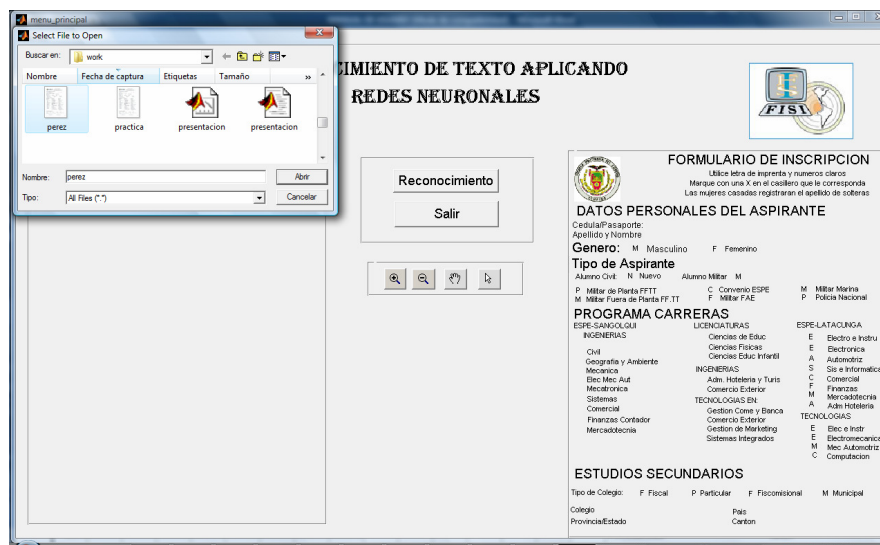 menu_principal
Select File to Open
Buscar en: work
Nombre Fecha de captura Etiquetas Tamaño »
perez practica presentacion presentacion
Nombre: perez Abrir
Tipo: All Files (*.*) Cancelar
CIMIENTO DE TEXTO APLICANDO
REDES NEURONALES
FISI
Reconocimiento
Salir
FORMULARIO DE INSCRIPCION
Utilice letra de imprenta y numeros claros
Marque con una X en el casillero que le corresponda
Las mujeres casadas registraran el apellido de solteras
DATOS PERSONALES DEL ASPIRANTE
Cedula/Pasaporte:
Apellido y Nombre
Genero: M Masculino F Femenino
Tipo de Aspirante
Alumno Civil: N Nuevo Alumno Militar M
P Militar de Planta FFTT C Convenio ESPE M Militar Marina
M Militar Fuera de Planta FF.TT F Militar FAE P Policia Nacional
PROGRAMA CARRERAS
ESPE-SANGOLQUI LICENCIATURAS ESPE-LATACUNGA
INGENIERIAS Ciencias de Educ E Electro e Instru
Ciencias Fisicas E Electronica
Civil Ciencias Educ Infantil A Automotriz
Geografia y Ambiente S Sis e Informatica
Mecanica INGENIERIAS C Comercial
Elec Mec Aut Adm. Hoteleria y Turis F Finanzas
Mecatronica Comercio Exterior M Mercadotecnia
Sistemas TECNOLOGIAS EN: A Adm Hoteleria
Comercial Gestion Come y Banca TECNOLOGIAS
Finanzas Contador Comercio Exterior E Elec e Instr
Mercadotecnia Gestion de Marketing E Electromecanica
Sistemas Integrados M Mec Automotriz
C Computacion
ESTUDIOS SECUNDARIOS
Tipo de Colegio: F Fiscal P Particular F Fiscomisional M Municipal
Colegio Pais
Provincia/Estado Canton